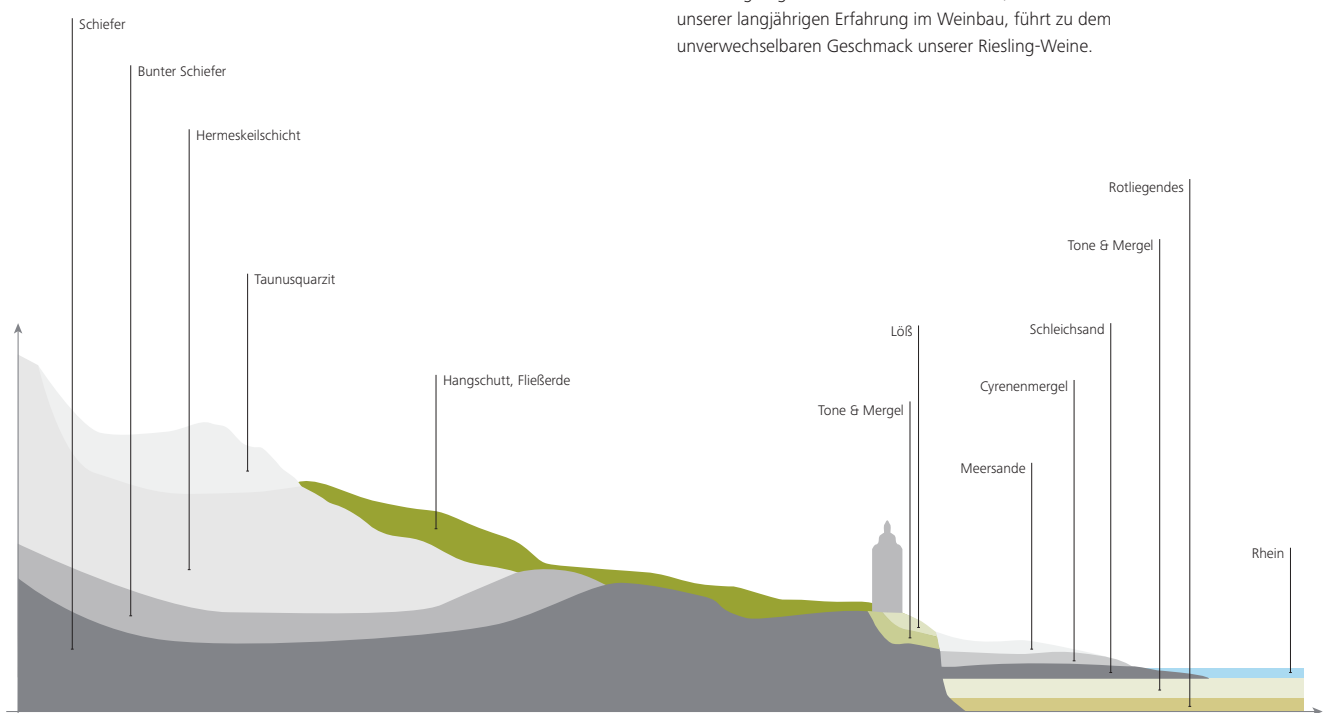 unserer langjährigen Erfahrung im Weinbau, führt zu dem
unverwechselbaren Geschmack unserer Riesling-Weine.
Schiefer
Bunter Schiefer
Hermeskeilschicht
Taunusquarzit
Hangschutt, Fließerde
Tone & Mergel
Löß
Meersande
Cyrenenmergel
Schleichsand
Tone & Mergel
Rotliegendes
Rhein